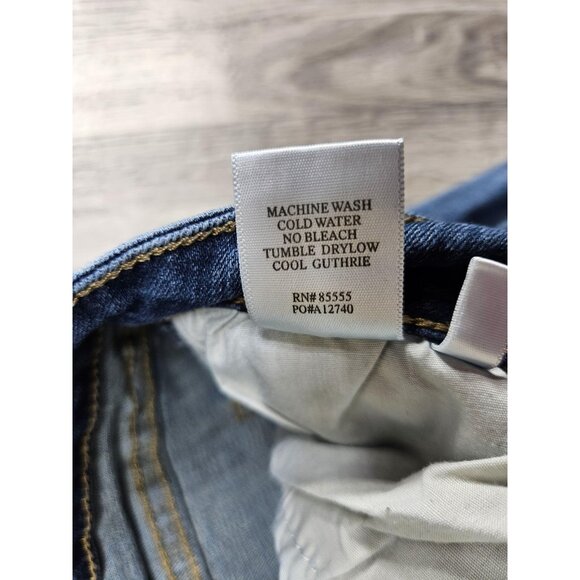 MACHINE WASH
COLD WATER
NO BLEACH
TUMBLE DRYLOW
COOL GUTHRIE
RN# 85555
PO#A12740